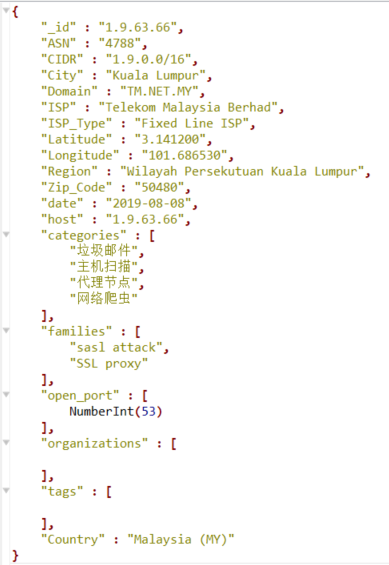 {
"_id" : "1.9.63.66",
"ASN" : "4788",
"CIDR" : "1.9.0.0/16",
"City" : "Kuala Lumpur",
"Domain" : "TM.NET.MY",
"ISP" : "Telekom Malaysia Berhad",
"ISP_Type" : "Fixed Line ISP",
"Latitude" : "3.141200",
"Longitude" : "101.686530",
"Region" : "Wilayah Persekutuan Kuala Lumpur",
"Zip_Code" : "50480",
"date" : "2019-08-08",
"host" : "1.9.63.66",
"categories" : [
"垃圾邮件",
"主机扫描",
"代理节点",
"网络爬虫"
],
"families" : [
"sasl attack",
"SSL proxy"
],
"open_port" : [
NumberInt(53)
],
"organizations" : [
],
"tags" : [
],
"Country" : "Malaysia (MY)"
}